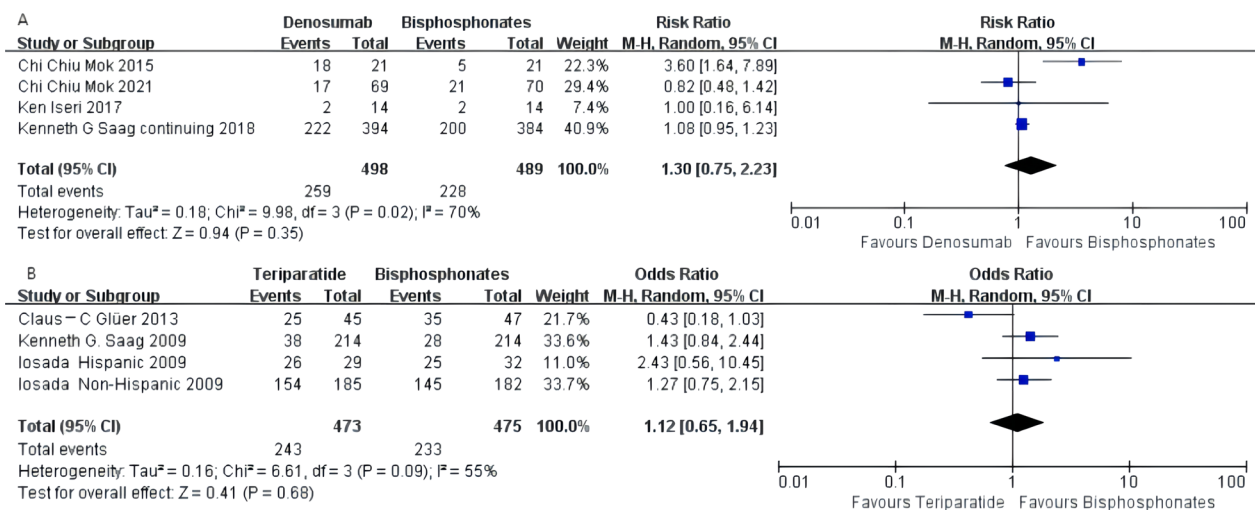 A
Denosumab Bisphosphonates Risk Ratio Risk Ratio
Study or Subgroup Events Total Events Total Weight M-H, Random, 95% CI M-H, Random, 95% CI
Chi Chiu Mok 2015 18 21 5 21 22.3% 3.60 [1.64, 7.89]
Chi Chiu Mok 2021 17 69 21 70 29.4% 0.82 [0.48, 1.42]
Ken Iseri 2017 2 14 2 14 7.4% 1.00 [0.16, 6.14]
Kenneth G Saag continuing 2018 222 394 200 384 40.9% 1.08 [0.95, 1.23]
Total (95% CI) 498 489 100.0% 1.30 [0.75, 2.23]
Total events 259 228
Heterogeneity: Tau² = 0.18; Chi² = 9.98, df = 3 (P = 0.02); I² = 70%
Test for overall effect: Z = 0.94 (P = 0.35)
0.01 0.1 1 10 100
Favours Denosumab Favours Bisphosphonates
B
Teriparatide Bisphosphonates Odds Ratio Odds Ratio
Study or Subgroup Events Total Events Total Weight M-H, Random, 95% CI M-H, Random, 95% CI
Claus-C Glüer 2013 25 45 35 47 21.7% 0.43 [0.18, 1.03]
Kenneth G. Saag 2009 38 214 28 214 33.6% 1.43 [0.84, 2.44]
losada Hispanic 2009 26 29 25 32 11.0% 2.43 [0.56, 10.45]
losada Non-Hispanic 2009 154 185 145 182 33.7% 1.27 [0.75, 2.15]
Total (95% CI) 473 475 100.0% 1.12 [0.65, 1.94]
Total events 243 233
Heterogeneity: Tau² = 0.16; Chi² = 6.61, df = 3 (P = 0.09); I² = 55%
Test for overall effect: Z = 0.41 (P = 0.68)
0.01 0.1 1 10 100
Favours Teriparatide Favours Bisphosphonates